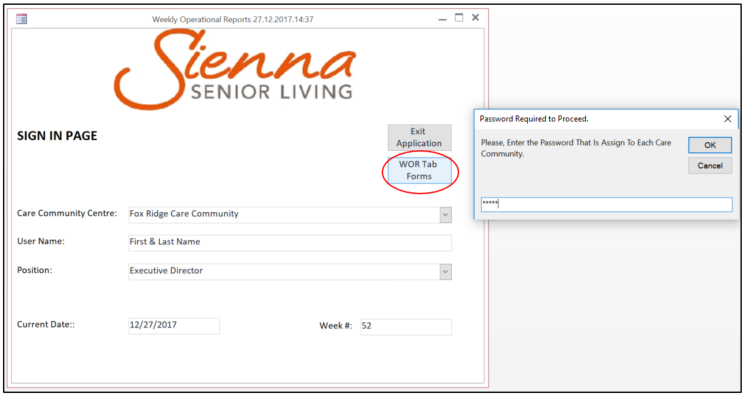 Weekly Operational Reports 27.12.2017.14:37
Sienna
SENIOR LIVING
SIGN IN PAGE
Exit
Application
WOR Tab
Forms
Care Community Centre: Fox Ridge Care Community
User Name: First & Last Name
Position: Executive Director
Current Date:: 12/27/2017 Week #: 52
Password Required to Proceed.
Please, Enter the Password That Is Assign To Each Care
Community.
OK
Cancel
*****